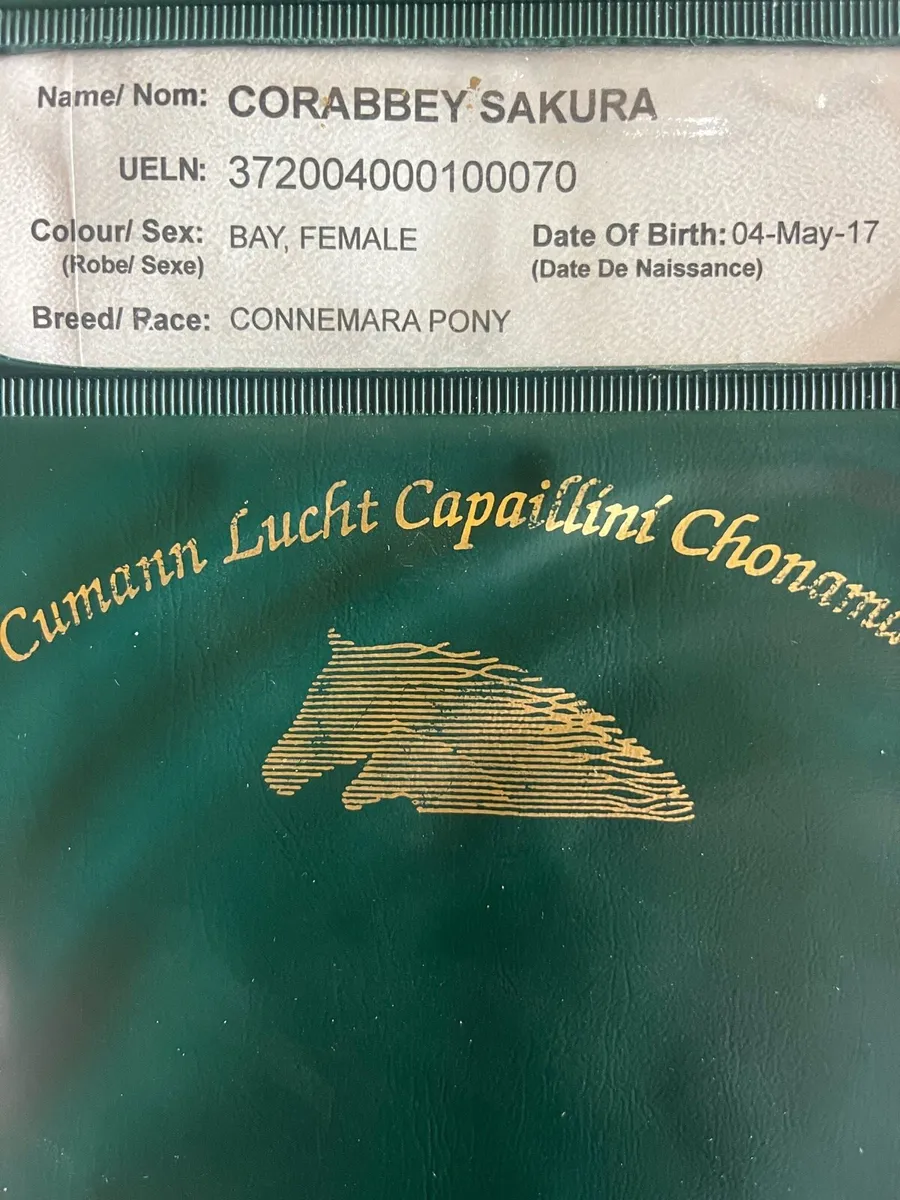 Name/ Nom: CORABBEY SAKURA
UELN: 372004000100070
Colour/ Sex: BAY, FEMALE Date Of Birth: 04-May-17
(Robe/ Sexe) (Date De Naissance)
Breed/ Race: CONNEMARA PONY
Cumann Lucht Capaillíní Chonama